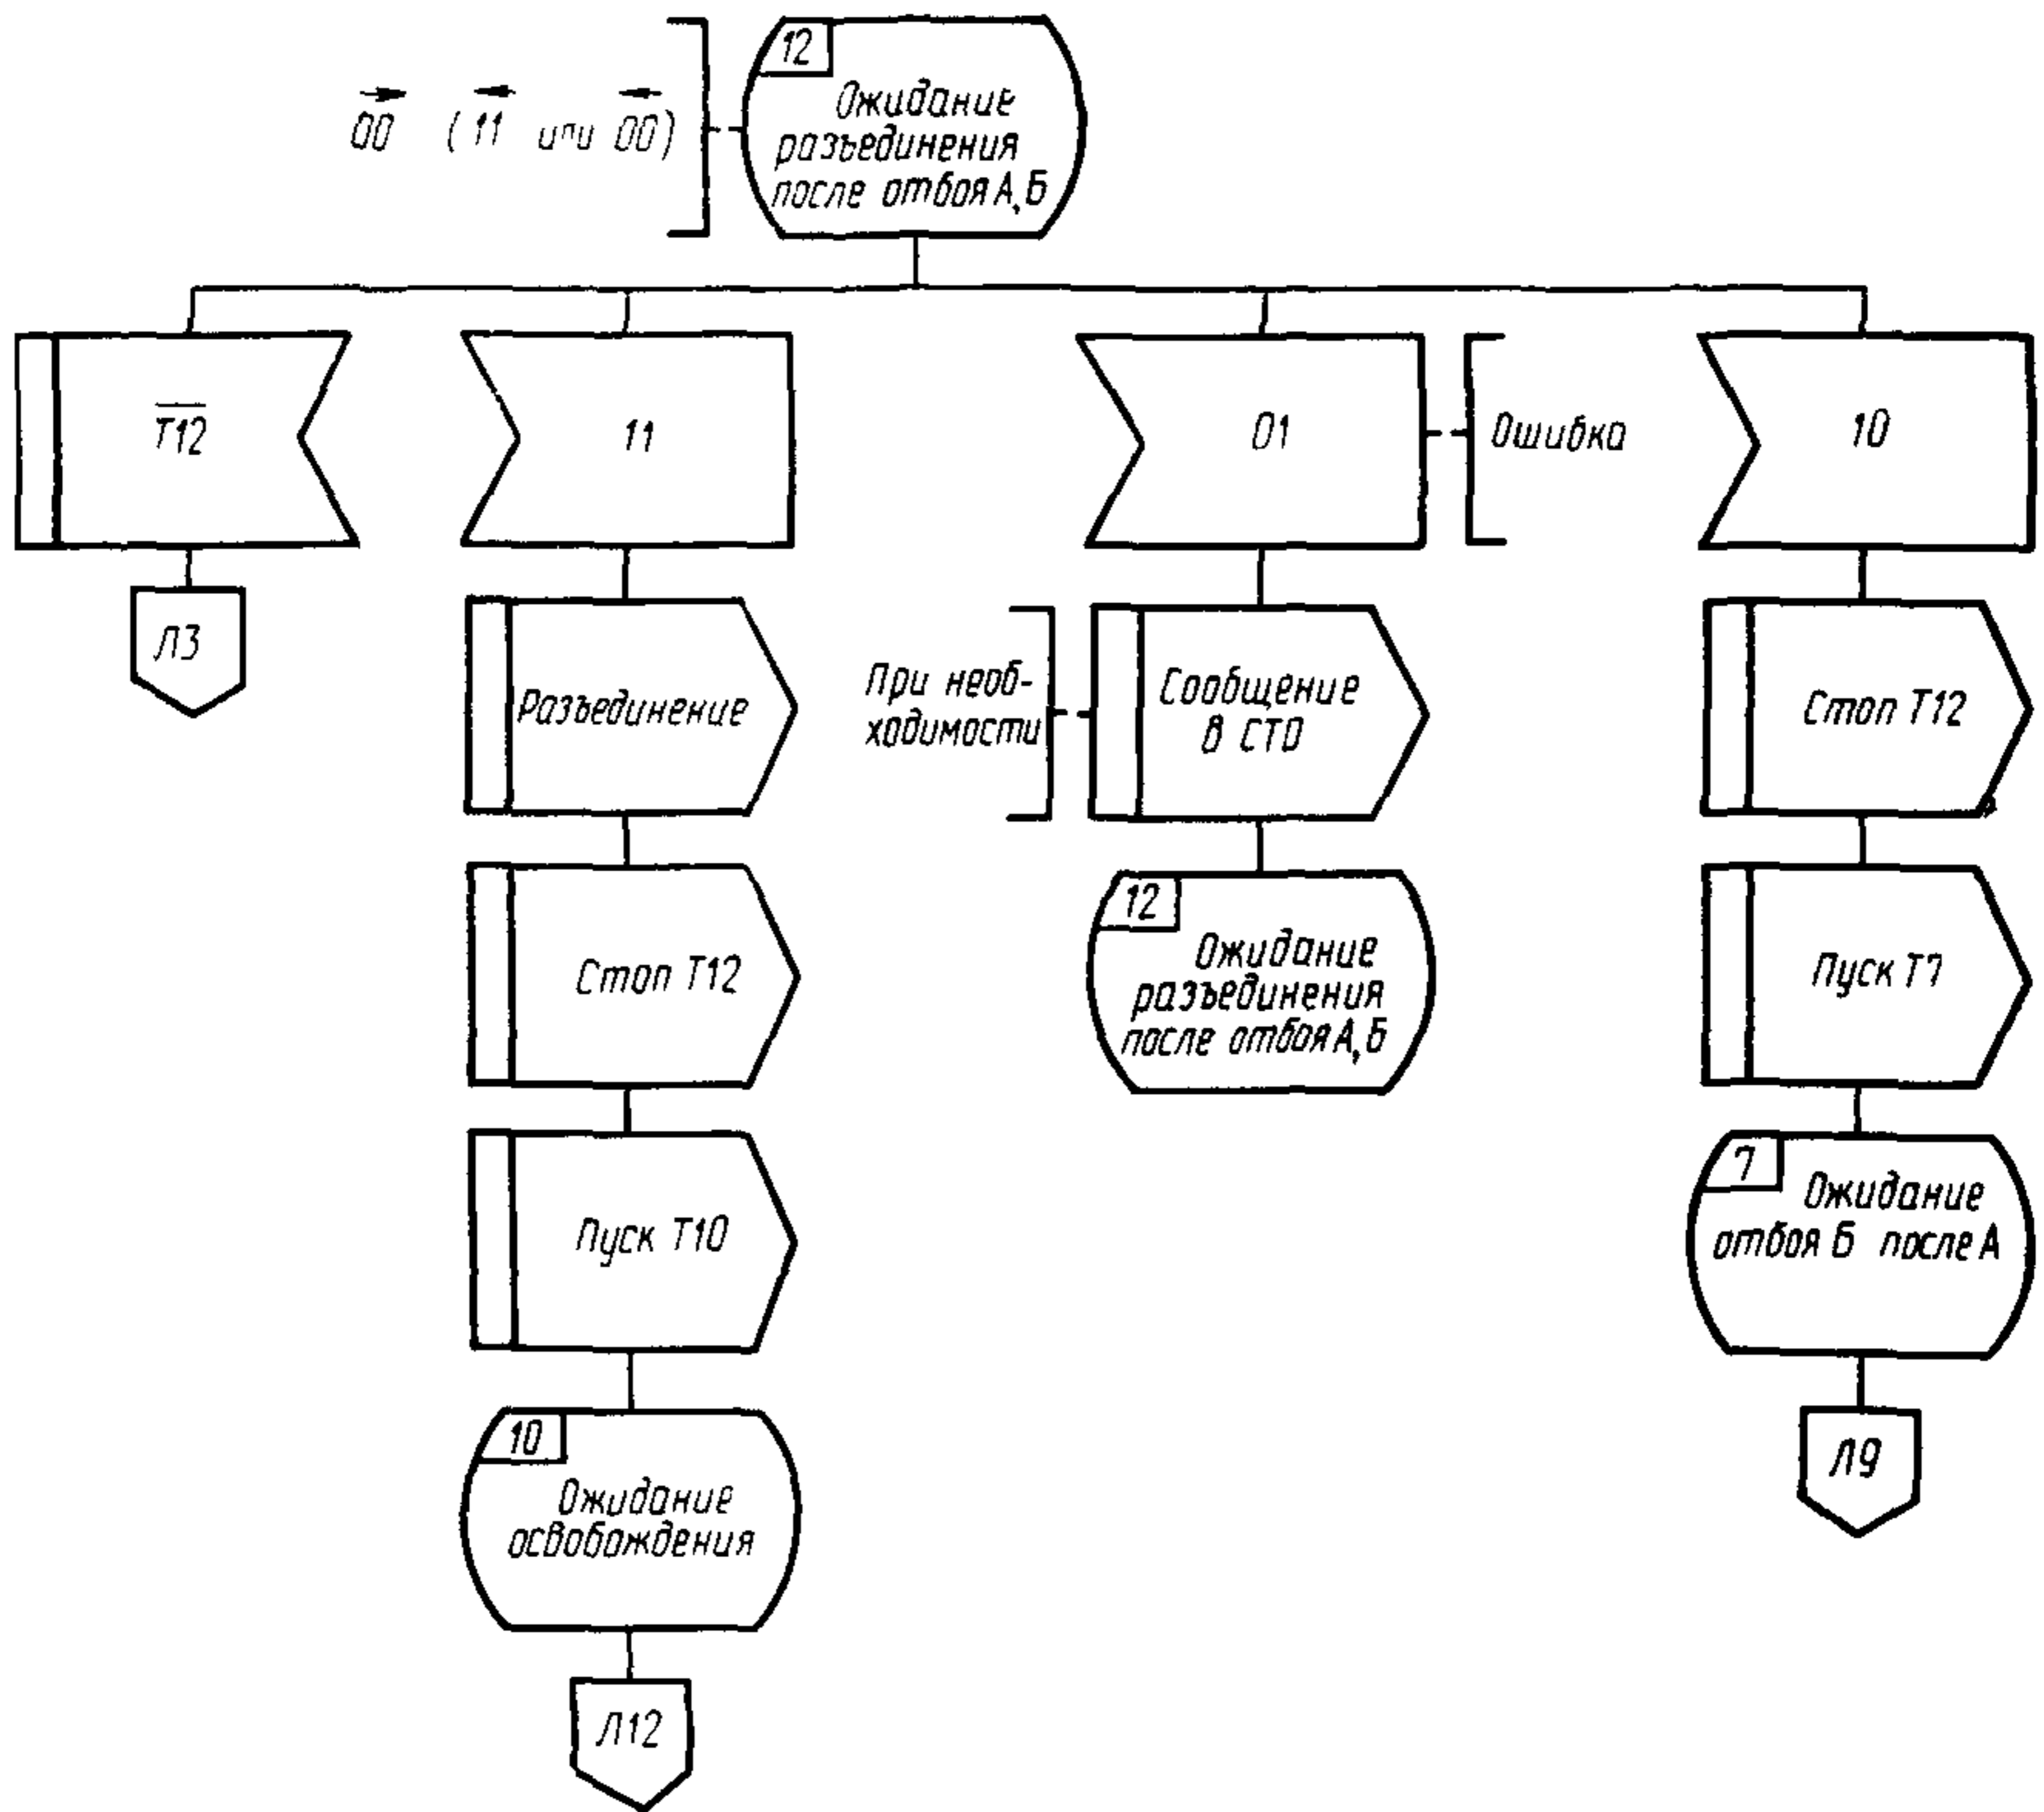 12
Ожидание
разъединения
после отбоя А, Б
00 (11 или 00)
Т12
11
01
Ошибка
10
Л3
Разъединение
При необ-
ходимости
Сообщение
в СТО
Стоп Т12
Стоп Т12
12
Ожидание
разъединения
после отбоя А, Б
Пуск Т7
Пуск Т10
7
Ожидание
отбоя Б после А
10
Ожидание
освобождения
Л9
Л12